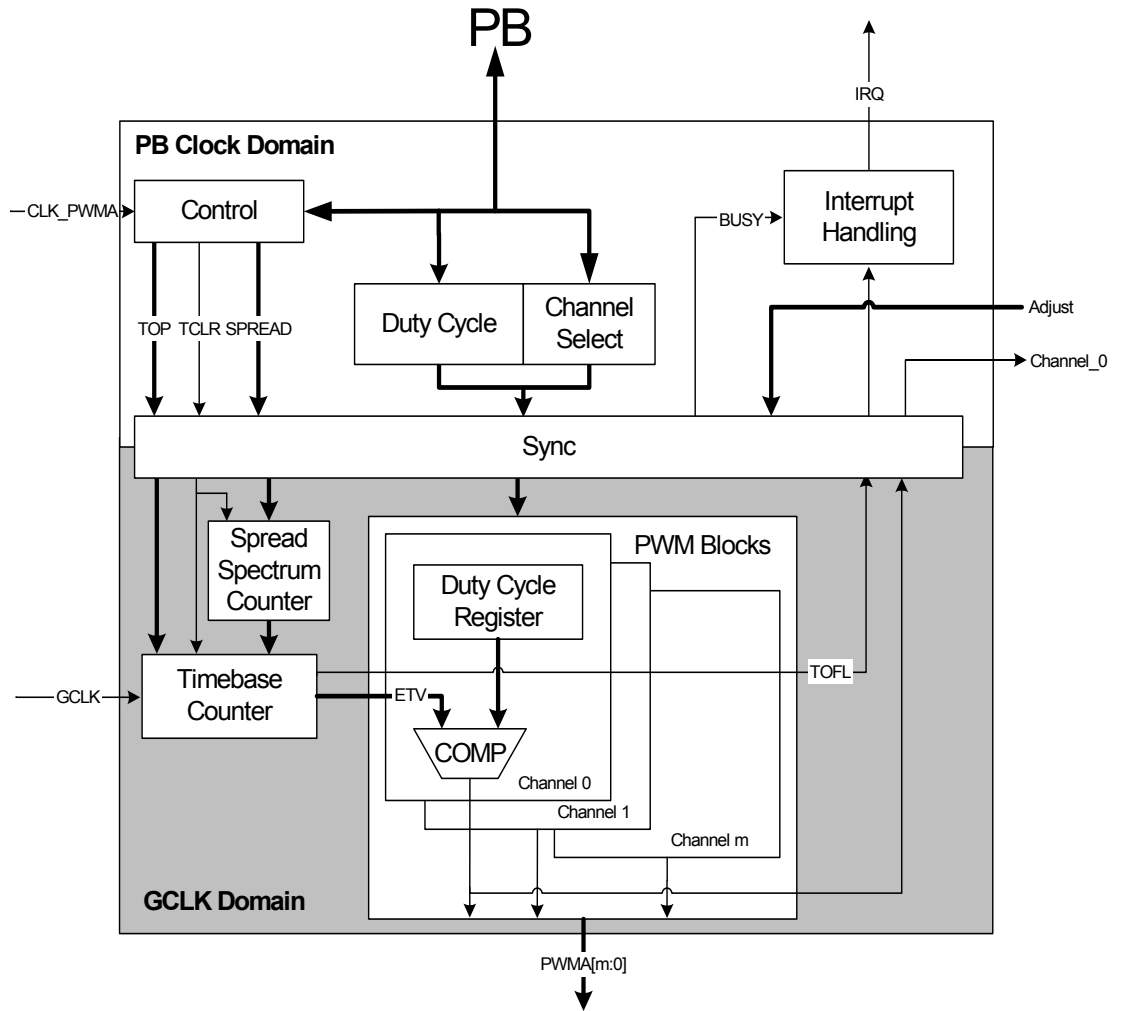 PB
IRQ
PB Clock Domain
CLK_PWMA
Control
BUSY
Interrupt
Handling
Duty Cycle
Channel
Select
TOP
TCLR
SPREAD
Adjust
Channel_0
Sync
Spread
Spectrum
Counter
PWM Blocks
Duty Cycle
Register
GCLK
Timebase
Counter
ETV
TOFL
COMP
Channel 0
Channel 1
Channel m
GCLK Domain
PWMA[m:0]